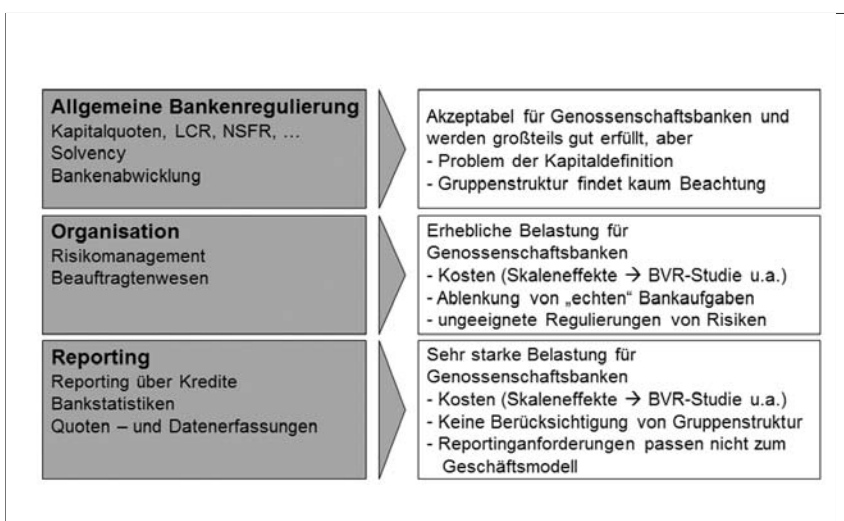 Allgemeine Bankenregulierung
Kapitalquoten, LCR, NSFR, …
Solvency
Bankenabwicklung
Akzeptabel für Genossenschaftsbanken und
werden großteils gut erfüllt, aber
- Problem der Kapitaldefinition
- Gruppenstruktur findet kaum Beachtung
Organisation
Risikomanagement
Beauftragtenwesen
Erhebliche Belastung für
Genossenschaftsbanken
- Kosten (Skaleneffekte → BVR-Studie u.a.)
- Ablenkung von „echten“ Bankaufgaben
- ungeeignete Regulierungen von Risiken
Reporting
Reporting über Kredite
Bankstatistiken
Quoten – und Datenerfassungen
Sehr starke Belastung für
Genossenschaftsbanken
- Kosten (Skaleneffekte → BVR-Studie u.a.)
- Keine Berücksichtigung von Gruppenstruktur
- Reportinganforderungen passen nicht zum
Geschäftsmodell